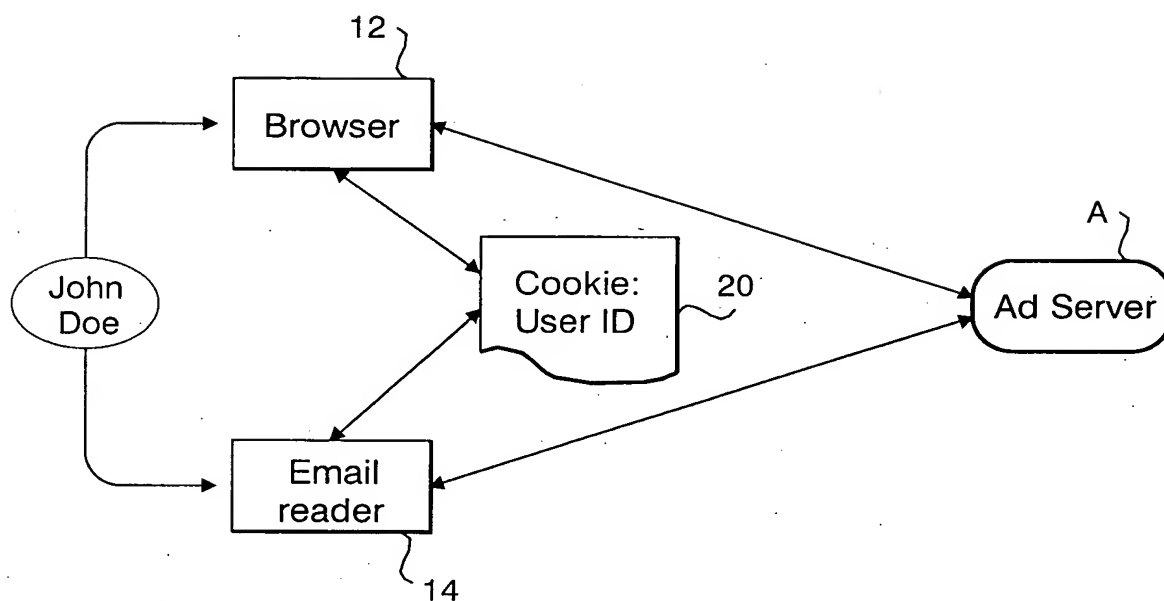 12
Browser
A
John
Doe
Cookie:
User ID
20
Ad Server
Email
reader
14